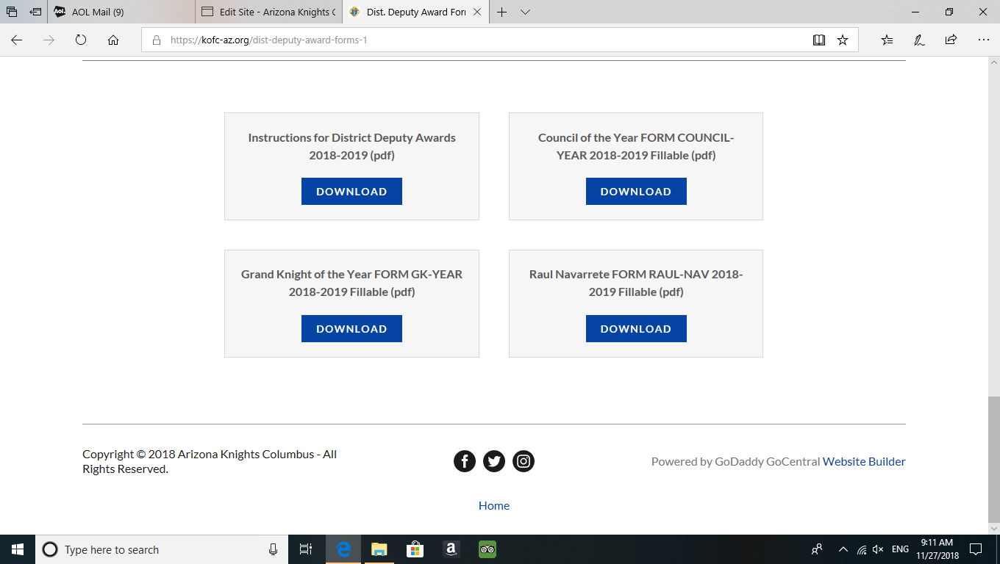 Aol.
AOL Mail (9)
Edit Site - Arizona Knights C
Dist. Deputy Award For
https://kofc-az.org/dist-deputy-award-forms-1
Instructions for District Deputy Awards
2018-2019 (pdf)
DOWNLOAD
Council of the Year FORM COUNCIL-
YEAR 2018-2019 Fillable (pdf)
DOWNLOAD
Grand Knight of the Year FORM GK-YEAR
2018-2019 Fillable (pdf)
DOWNLOAD
Raul Navarrete FORM RAUL-NAV 2018-
2019 Fillable (pdf)
DOWNLOAD
Copyright © 2018 Arizona Knights Columbus - All
Rights Reserved.
Powered by GoDaddy GoCentral Website Builder
Home
Type here to search
ENG
9:11 AM
11/27/2018